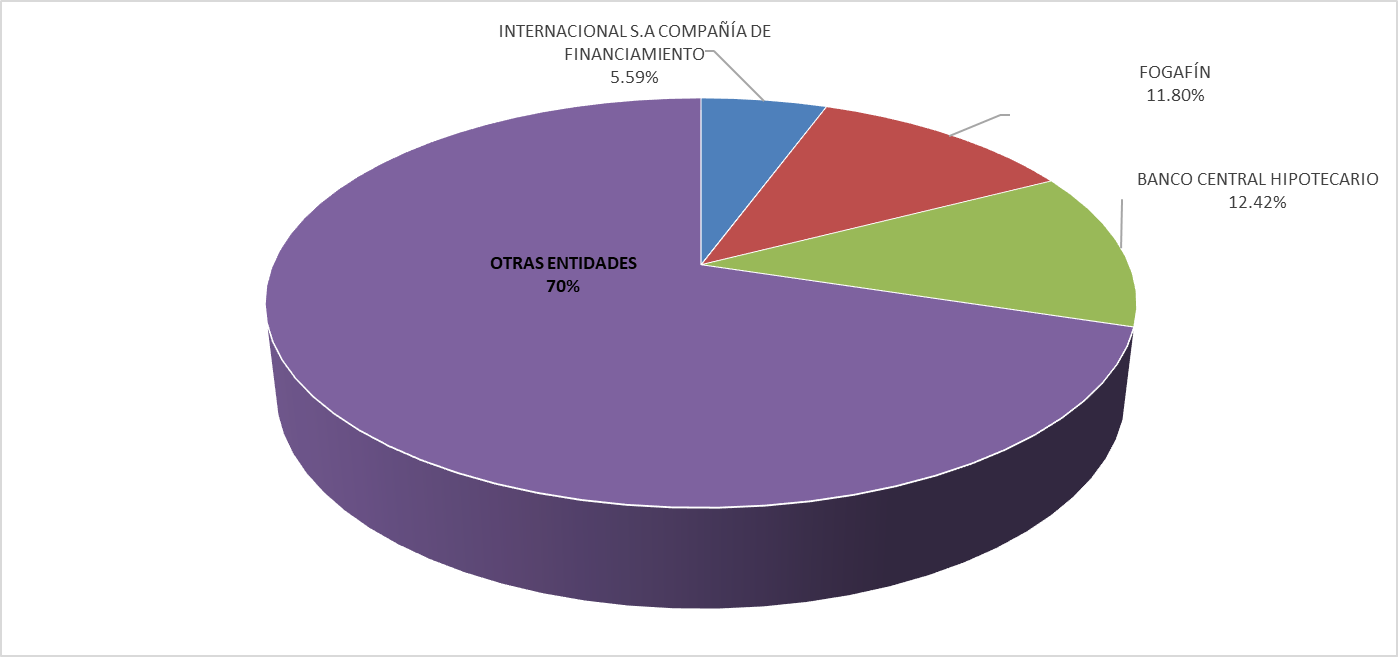 INTERNACIONAL S.A COMPAÑÍA DE
FINANCIAMIENTO
5.59%
FOGAFÍN
11.80%
BANCO CENTRAL HIPOTECARIO
12.42%
OTRAS ENTIDADES
70%